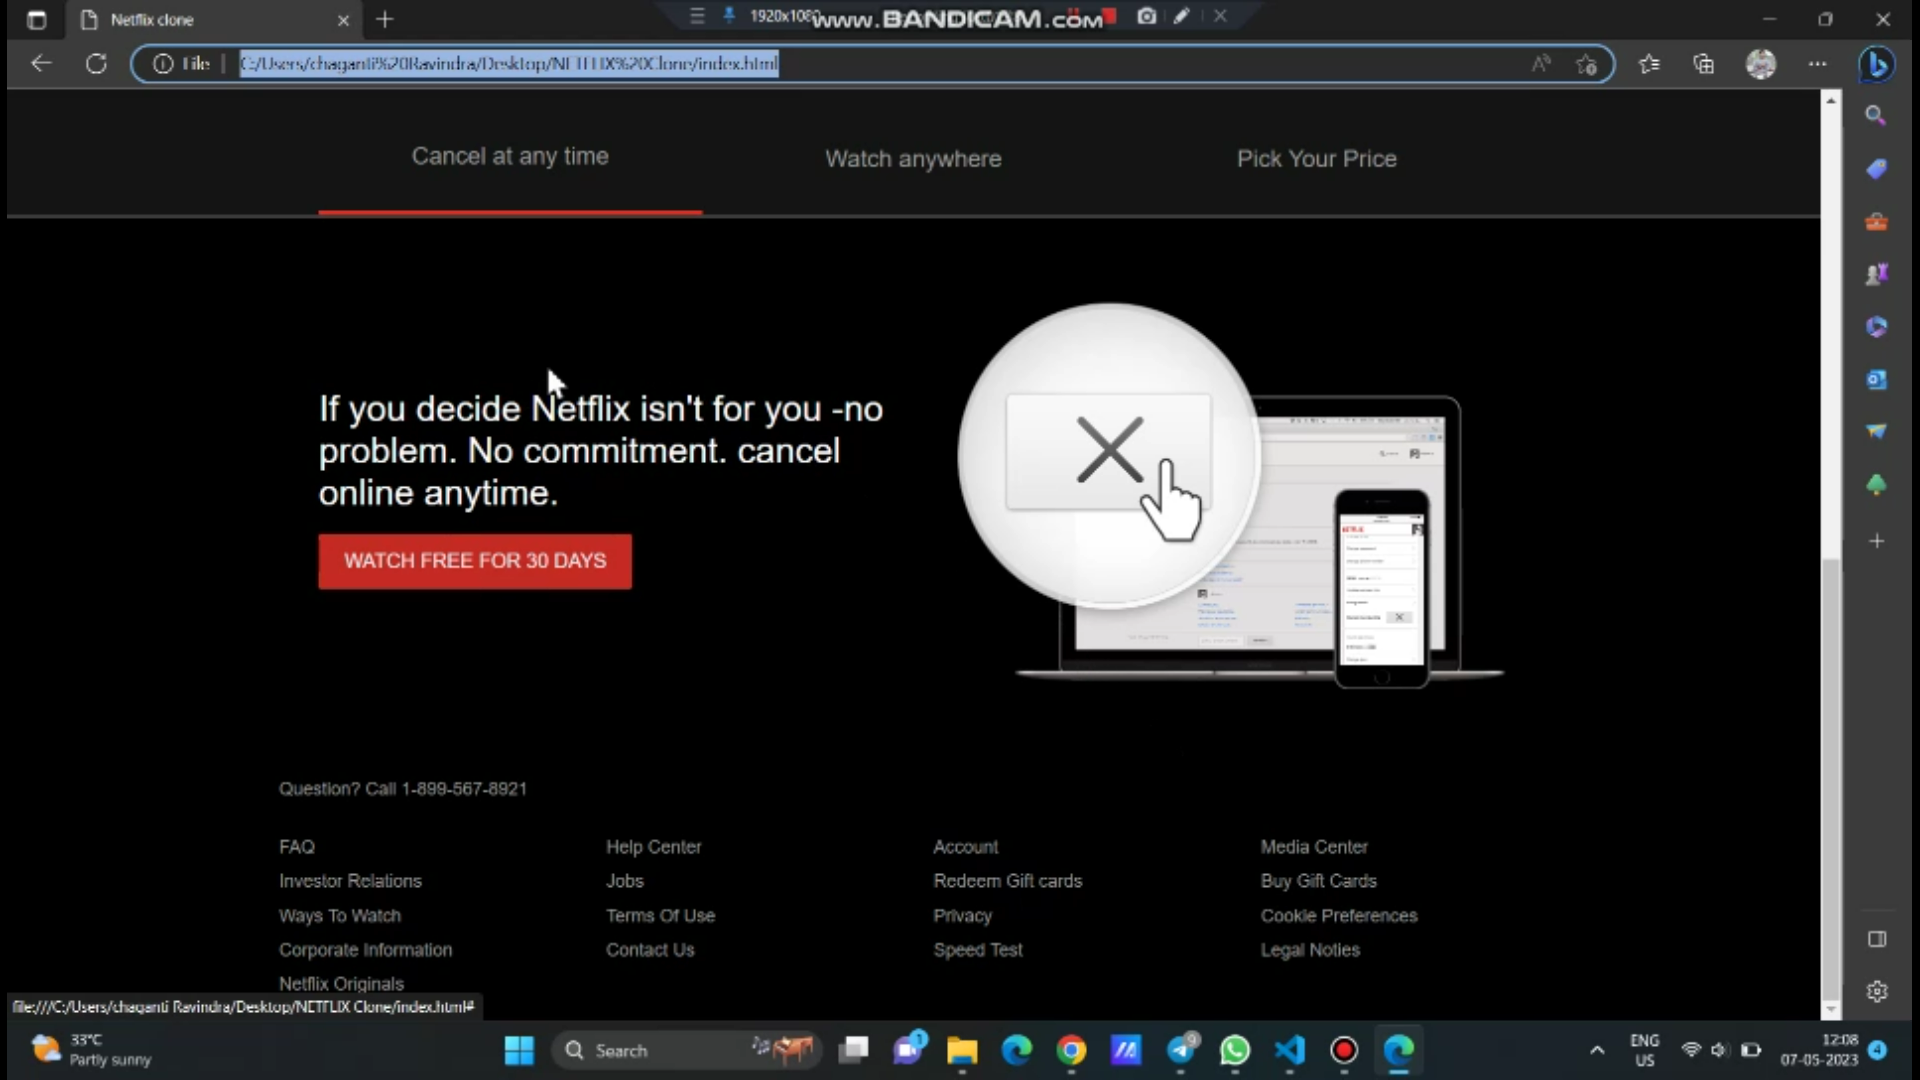 Netflix clone
1920x1080
www.BANDICAM.com
File
C:/Users/chaganti%20Ravindra/Desktop/NETFLIX%20Clone/index.html
Cancel at any time
Watch anywhere
Pick Your Price
If you decide Netflix isn't for you -no
problem. No commitment. cancel
online anytime.
WATCH FREE FOR 30 DAYS
NETFLIX
Question? Call 1-899-567-8921
FAQ
Help Center
Account
Media Center
Investor Relations
Jobs
Redeem Gift cards
Buy Gift Cards
Ways To Watch
Terms Of Use
Privacy
Cookie Preferences
Corporate Information
Contact Us
Speed Test
Legal Noties
Netflix Originals
file:///C:/Users/chaganti Ravindra/Desktop/NETFLIX Clone/index.html#
33°C
Partly sunny
Search
1
9
ENG
US
12:08
07-05-2023
4